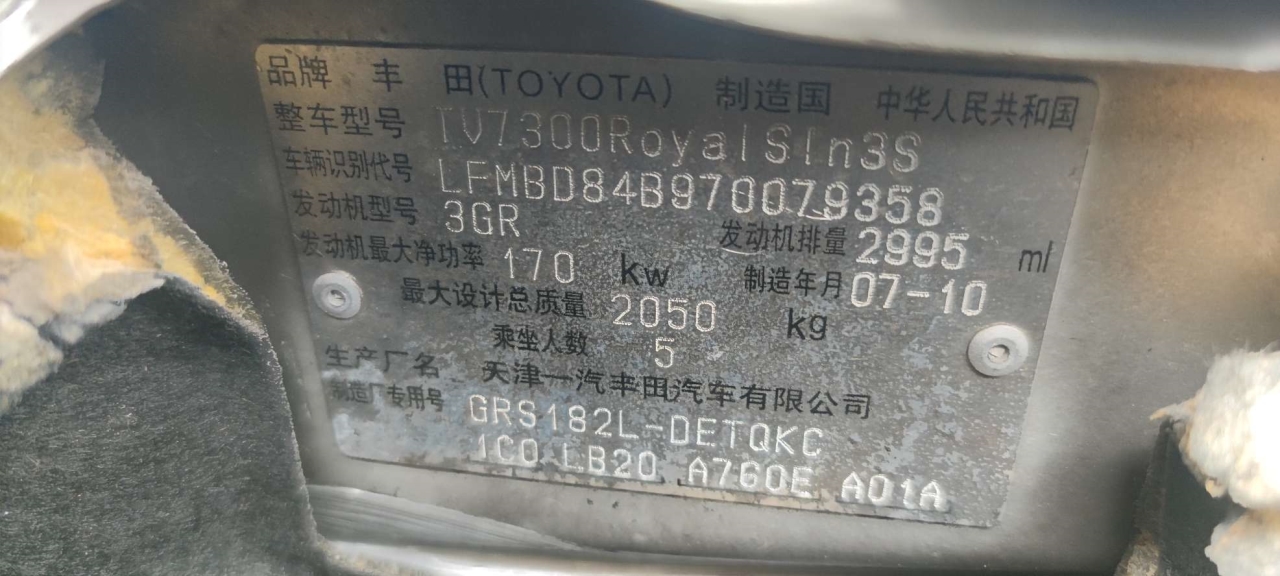 品牌 丰 田(TOYOTA) 制造国 中华人民共和国
整车型号 TV7300RoyalSln3S
车辆识别代号 LFMBD84B970079358
发动机型号 3GR 发动机排量 2995 ml
发动机最大净功率 170 kw 制造年月 07-10
最大设计总质量 2050 kg
乘坐人数 5
生产厂名 天津一汽丰田汽车有限公司
制造厂专用号 GRS182L-DETQKC
1C0 LB20 A760E A01A